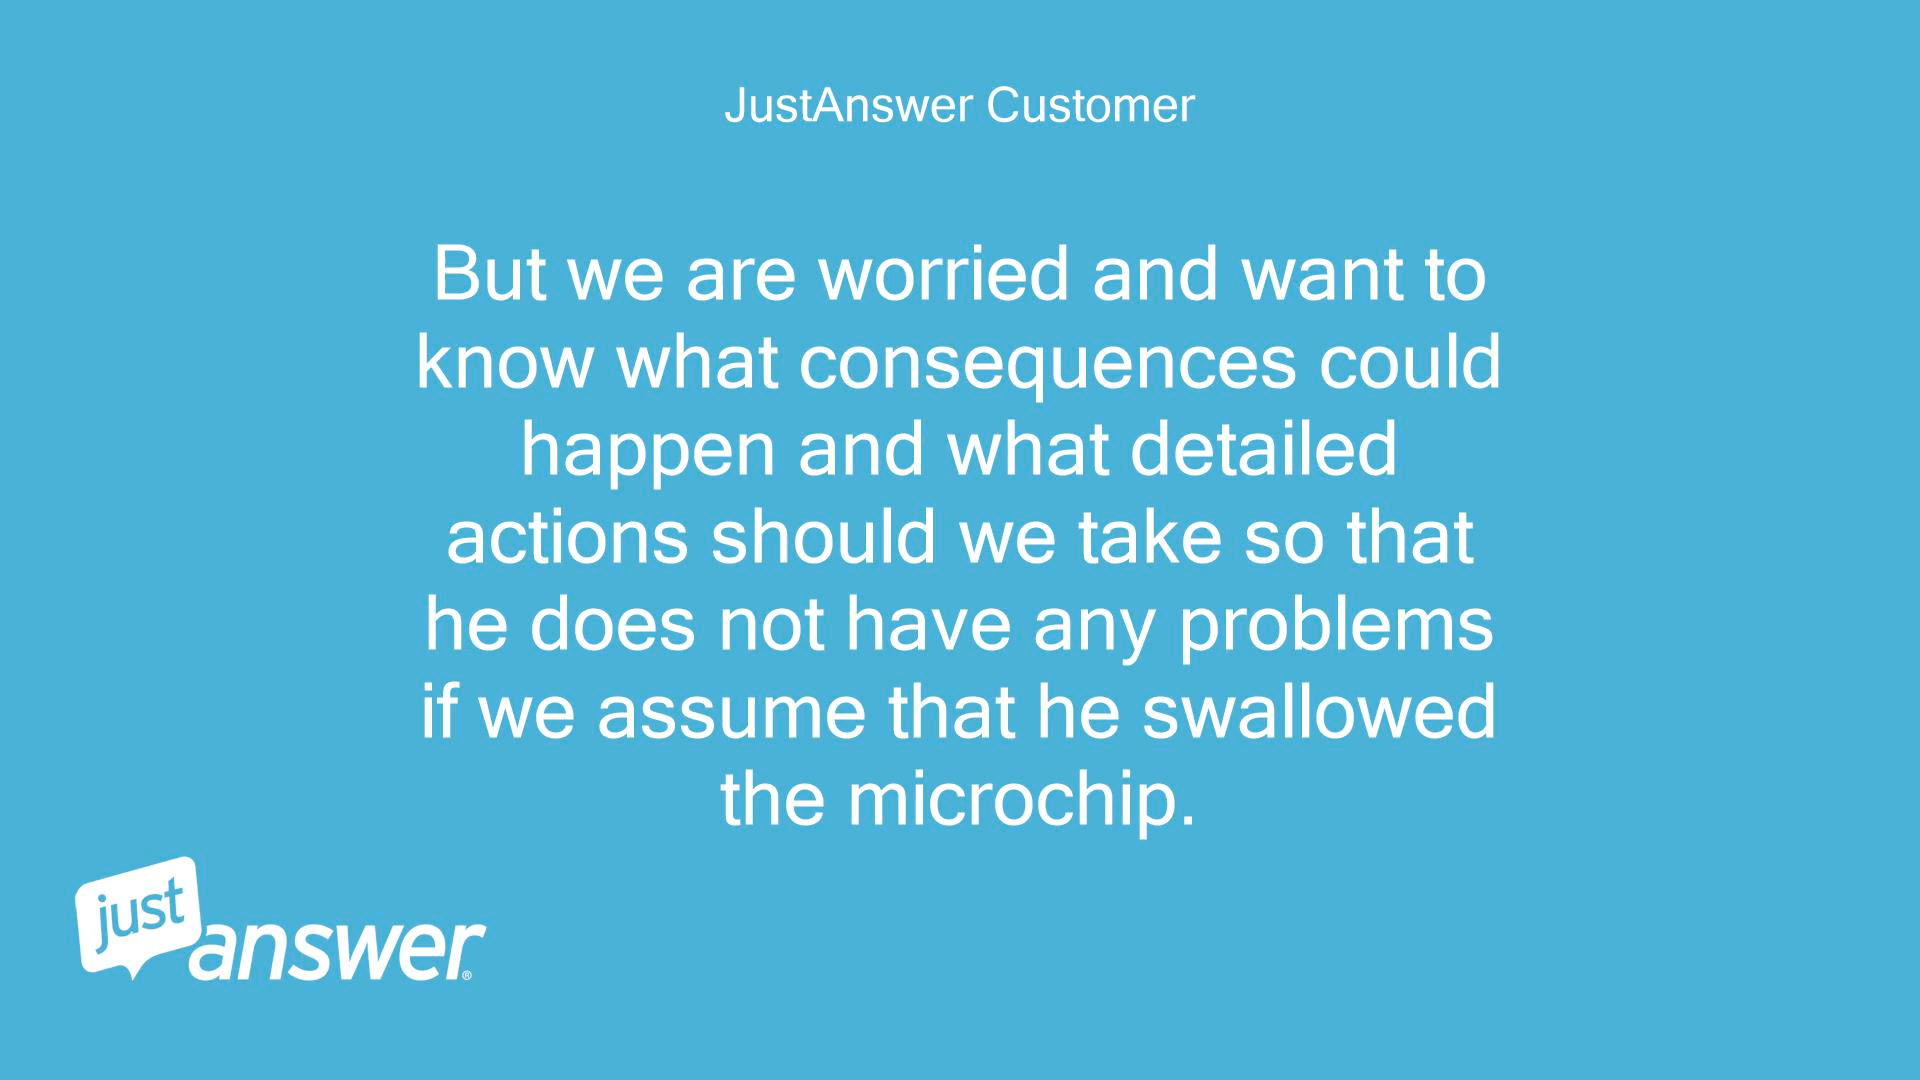 JustAnswer Customer
But we are worried and want to
know what consequences could
happen and what detailed
actions should we take so that
he does not have any problems
if we assume that he swallowed
the microchip.
just
answer®